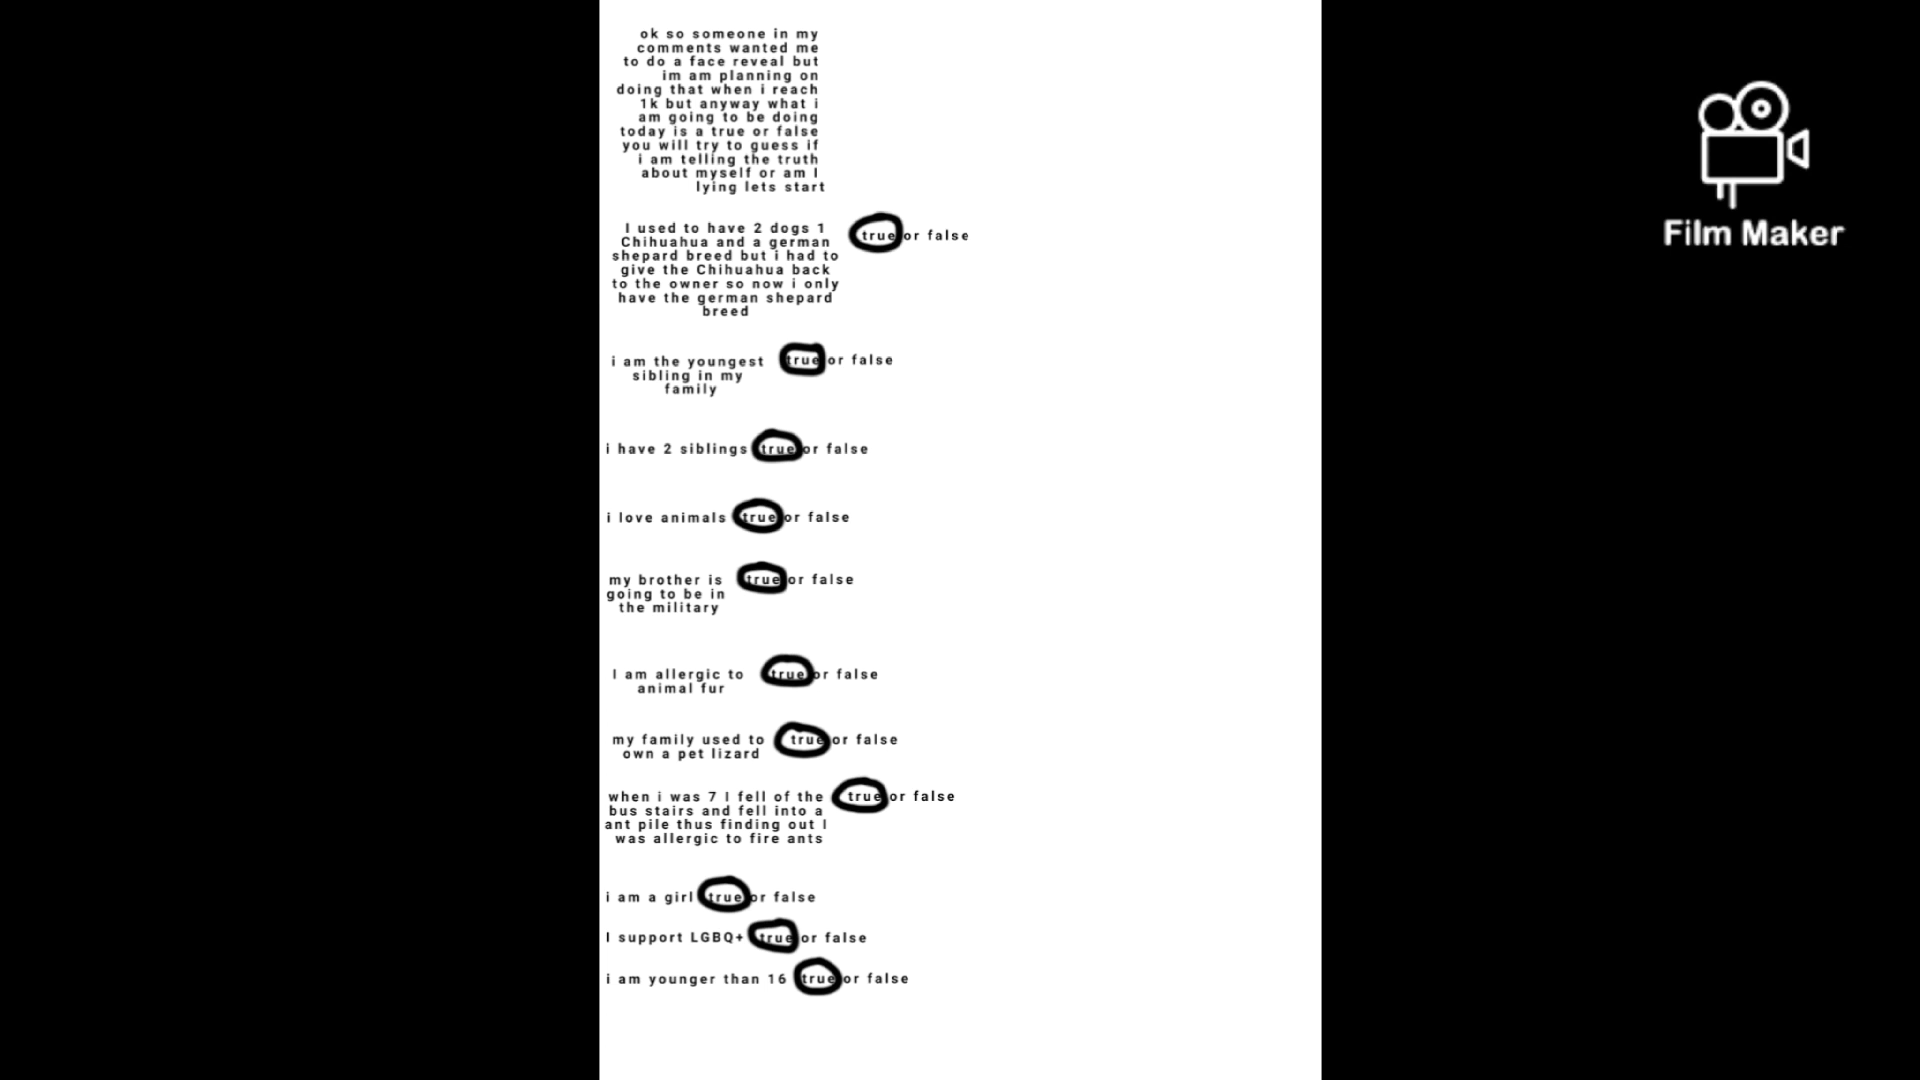 ok so someone in my
comments wanted me
to do a face reveal but
im am planning on
doing that when i reach
1k but anyway what i
am going to be doing
today is a true or false
you will try to guess if
i am telling the truth
about myself or am I
lying lets start
I used to have 2 dogs 1 true or false
Chihuahua and a german
shepard breed but i had to
give the Chihuahua back
to the owner so now i only
have the german shepard
breed
i am the youngest true or false
sibling in my
family
i have 2 siblings true or false
i love animals true or false
my brother is true or false
going to be in
the military
I am allergic to true or false
animal fur
my family used to true or false
own a pet lizard
when i was 7 I fell of the true or false
bus stairs and fell into a
ant pile thus finding out I
was allergic to fire ants
i am a girl true or false
I support LGBQ+ true or false
i am younger than 16 true or false
Film Maker